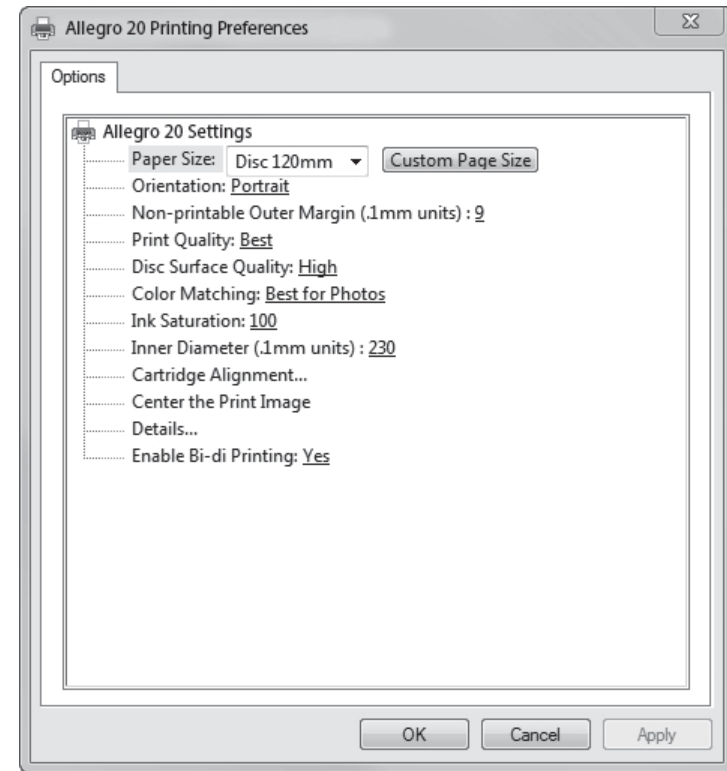 Allegro 20 Printing Preferences
Options
Allegro 20 Settings
Paper Size: Disc 120mm Custom Page Size
Orientation: Portrait
Non-printable Outer Margin (.1mm units) : 9
Print Quality: Best
Disc Surface Quality: High
Color Matching: Best for Photos
Ink Saturation: 100
Inner Diameter (.1mm units) : 230
Cartridge Alignment...
Center the Print Image
Details...
Enable Bi-di Printing: Yes
OK Cancel Apply